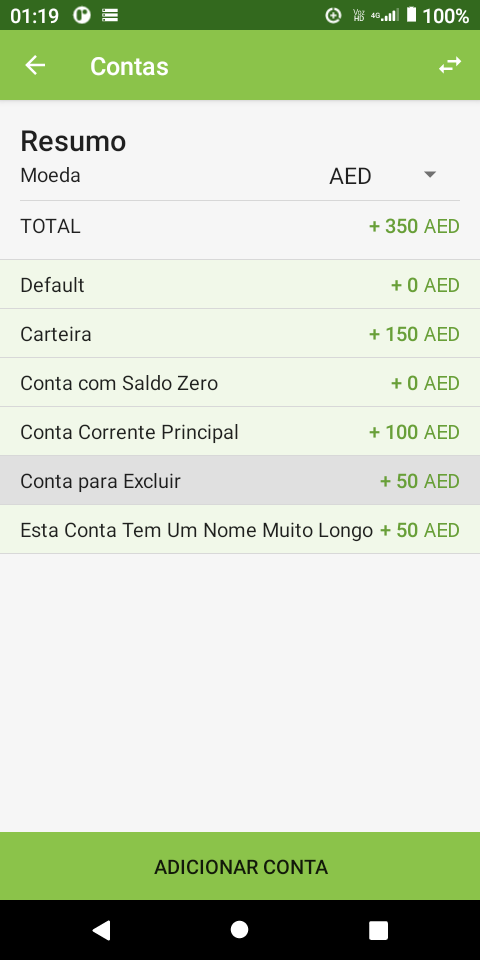 01:19 Voz HD 4G 100%
Contas
Resumo
Moeda AED
TOTAL + 350 AED
Default + 0 AED
Carteira + 150 AED
Conta com Saldo Zero + 0 AED
Conta Corrente Principal + 100 AED
Conta para Excluir + 50 AED
Esta Conta Tem Um Nome Muito Longo + 50 AED
ADICIONAR CONTA